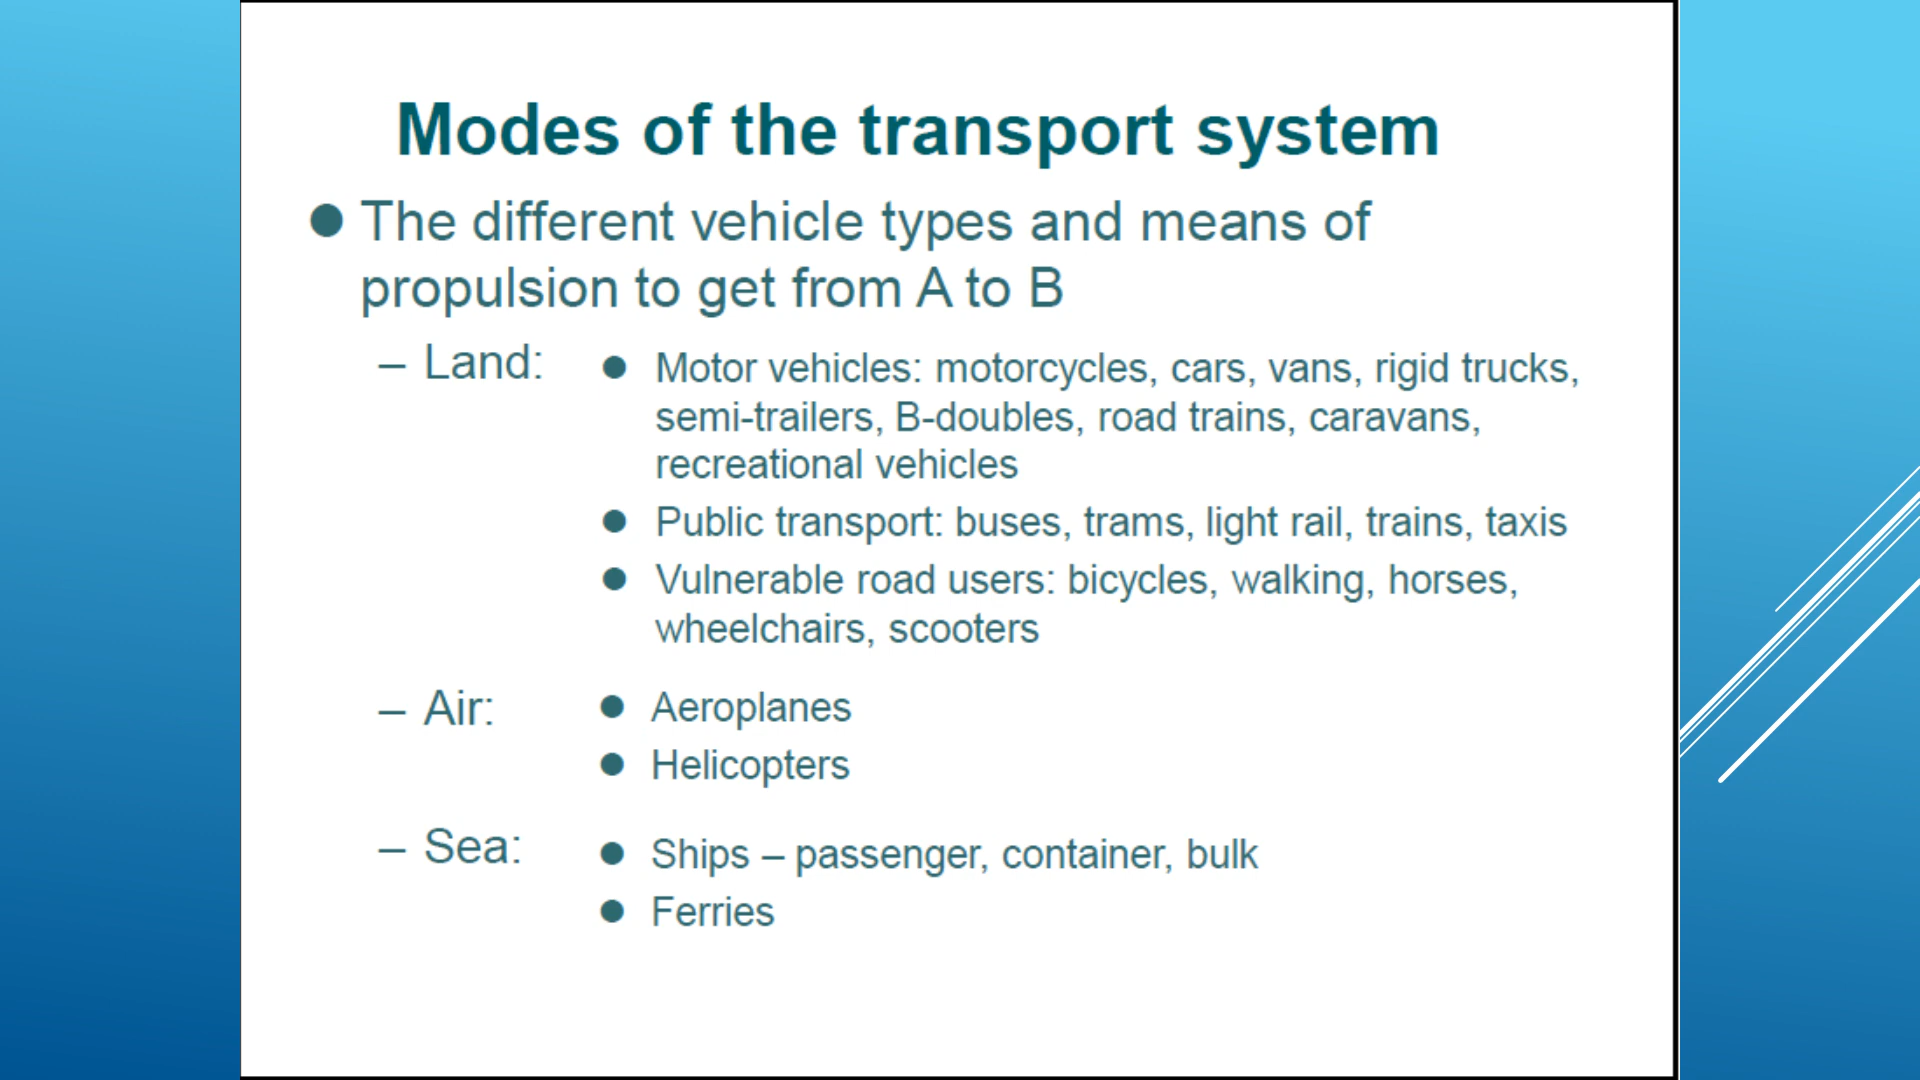 Modes of the transport system
● The different vehicle types and means of
propulsion to get from A to B
– Land:
● Motor vehicles: motorcycles, cars, vans, rigid trucks,
semi-trailers, B-doubles, road trains, caravans,
recreational vehicles
● Public transport: buses, trams, light rail, trains, taxis
● Vulnerable road users: bicycles, walking, horses,
wheelchairs, scooters
– Air:
● Aeroplanes
● Helicopters
– Sea:
● Ships – passenger, container, bulk
● Ferries